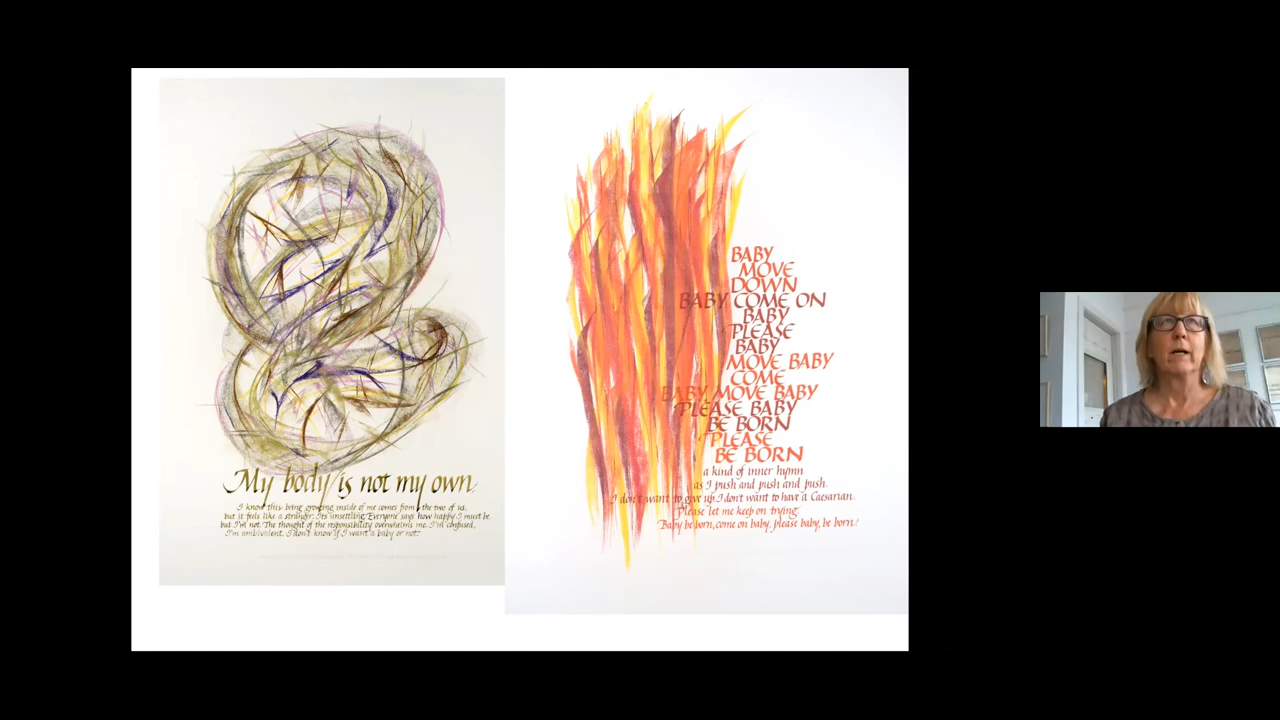 My body is not my own.
I know this being growing inside of me comes from the two of us,
but it feels like a stranger. It's unsettling. Everyone says how happy I must be
but I'm not. The thought of the responsibility overwhelms me. I'm confused,
I'm ambivalent. I don't know if I want a baby or not.
BABY
MOVE
DOWN
BABY COME ON
BABY
PLEASE
BABY
MOVE BABY
COME
BABY MOVE BABY
PLEASE BABY
BE BORN
PLEASE
BE BORN
a kind of inner hymn
as I push and push and push.
I don't want to give up. I don't want to have a Caesarian.
Please let me keep on trying.
Baby be born, come on baby, please baby, be born!